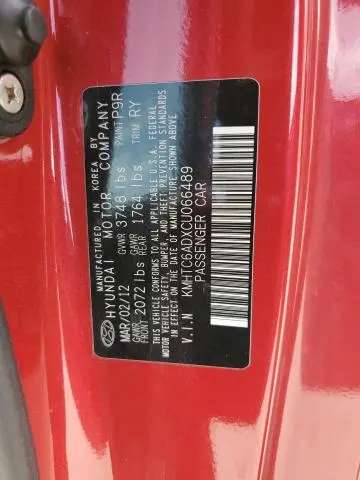 MANUFACTURED IN KOREA BY
HYUNDAI MOTOR COMPANY
MAR/02/12 GVWR 3748 lbs PAINT P9R
GAWR FRONT 2072 lbs GAWR REAR 1764 lbs TRIM RY
THIS VEHICLE CONFORMS TO ALL APPLICABLE U.S.A FEDERAL
MOTOR VEHICLE SAFETY BUMPER, AND THEFT PREVENTION
STANDARDS IN EFFECT ON THE DATE OF MANUFACTURE SHOWN ABOVE
V.I.N KMHTC6ADXCU066489
PASSENGER CAR